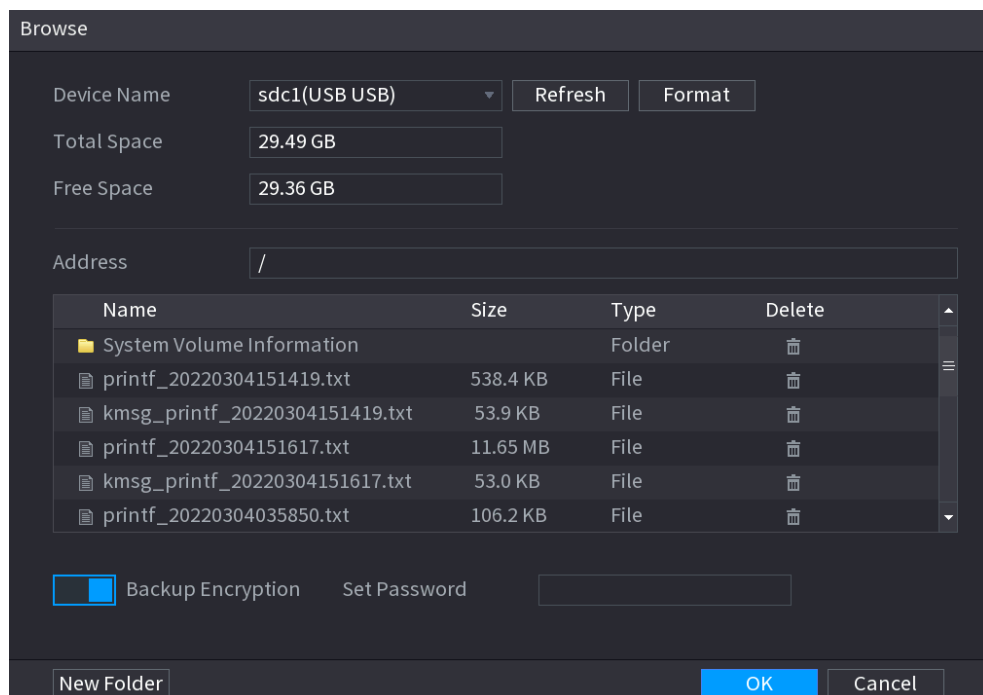 Browse
Device Name sdc1(USB USB) Refresh Format
Total Space 29.49 GB
Free Space 29.36 GB
Address /
Name Size Type Delete
System Volume Information Folder
printf_20220304151419.txt 538.4 KB File
kmsg_printf_20220304151419.txt 53.9 KB File
printf_20220304151617.txt 11.65 MB File
kmsg_printf_20220304151617.txt 53.0 KB File
printf_20220304035850.txt 106.2 KB File
Backup Encryption Set Password
New Folder OK Cancel